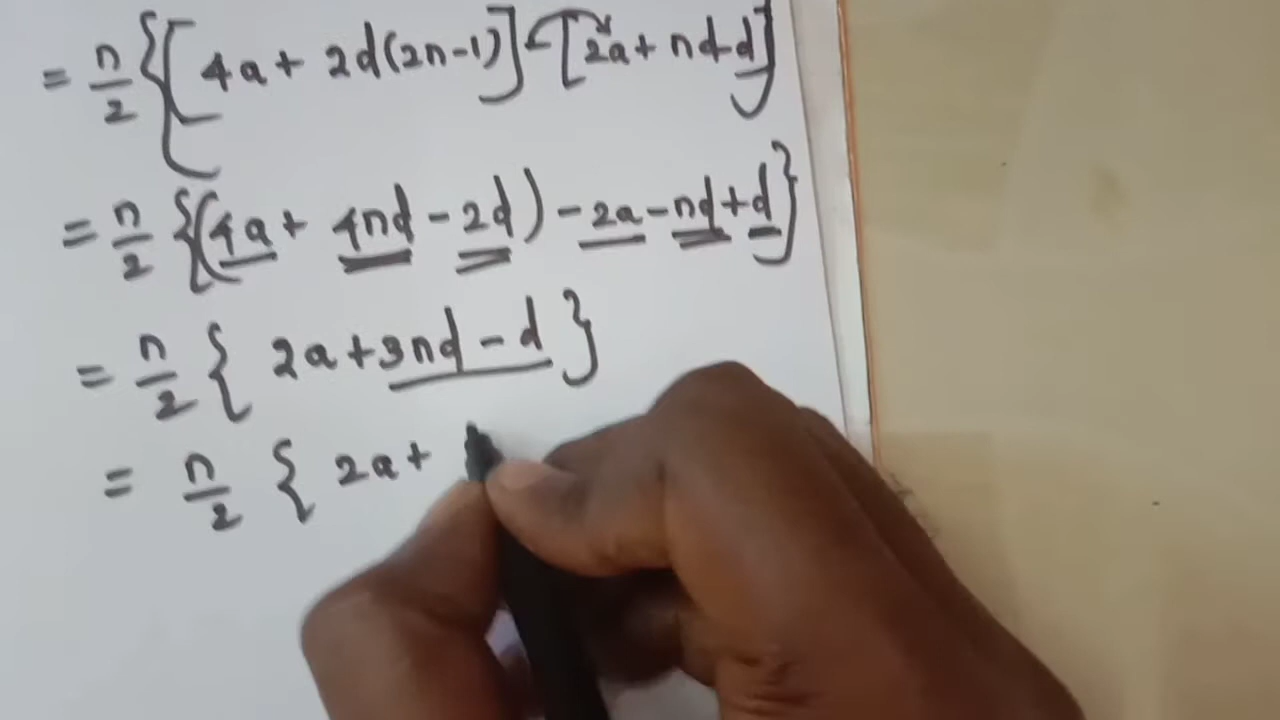 = n/2 {[4a + 2d(2n-1)] - [2a + nd-d]
= n/2 {(4a + 4nd - 2d) - 2a - nd + d}
= n/2 { 2a + 3nd - d }
= n/2 { 2a +